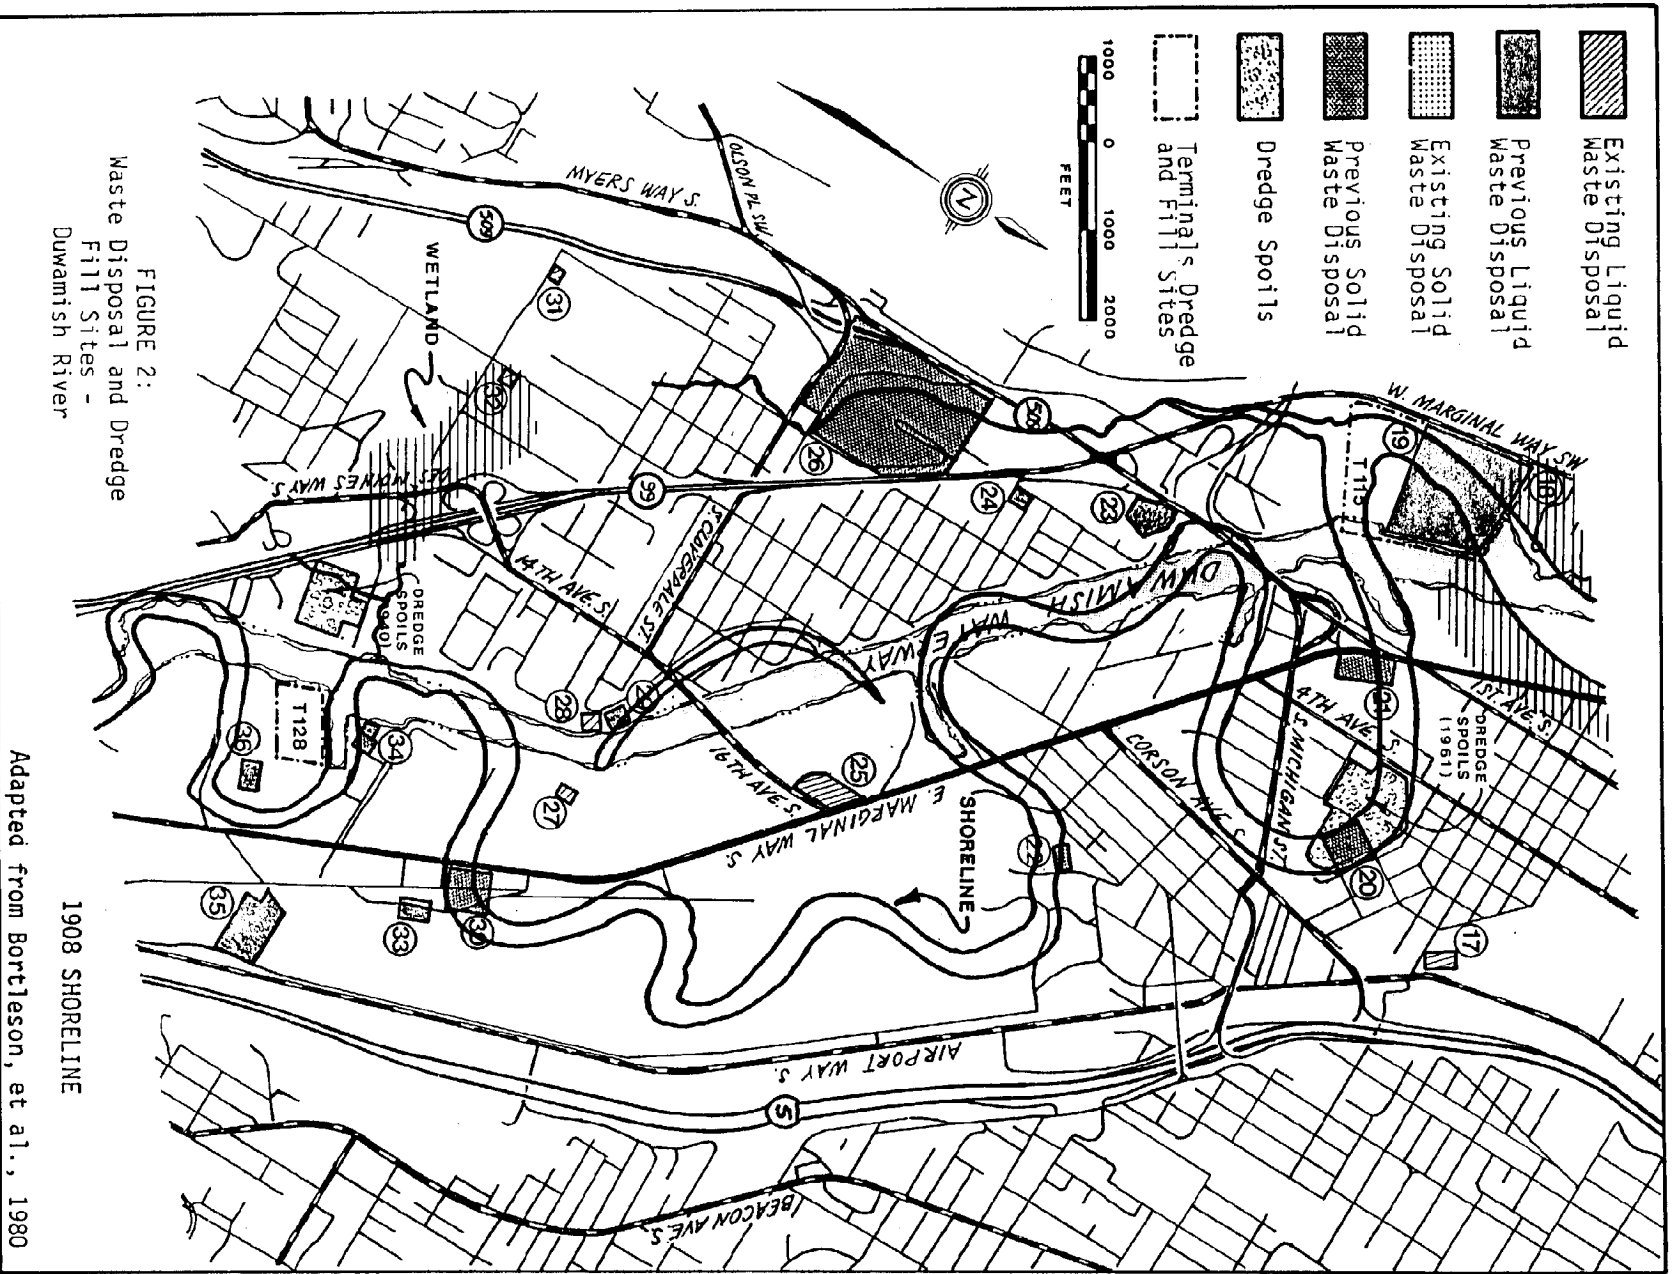 Existing Liquid
Waste Disposal
Previous Liquid
Waste Disposal
Existing Solid
Waste Disposal
Previous Solid
Waste Disposal
Dredge Spoils
Terminals Dredge
and Fill Sites
1000 0 1000 2000
FEET
N
W. MARGINAL WAY SW
18
19
T115
OLSON PL SW
MYERS WAY S.
509
509
WETLAND
31
26
24
23
99
DES MOINES WAY S.
S. CLOVERDALE ST.
14TH AVE. S.
DUWAMISH
WATERWAY
DREDGE
SPOILS
(1940)
DREDGE
SPOILS
(1961)
1ST AVE. S.
4TH AVE. S.
21
20
S. MICHIGAN ST.
CORSON AVE S.
16TH AVE. S.
E. MARGINAL WAY S.
25
28
27
T128
36
34
SHORELINE
22
17
35
33
AIRPORT WAY S.
5
BEACON AVE. S.
FIGURE 2:
Waste Disposal and Dredge
Fill Sites -
Duwamish River
1908 SHORELINE
Adapted from Bortleson, et al., 1980